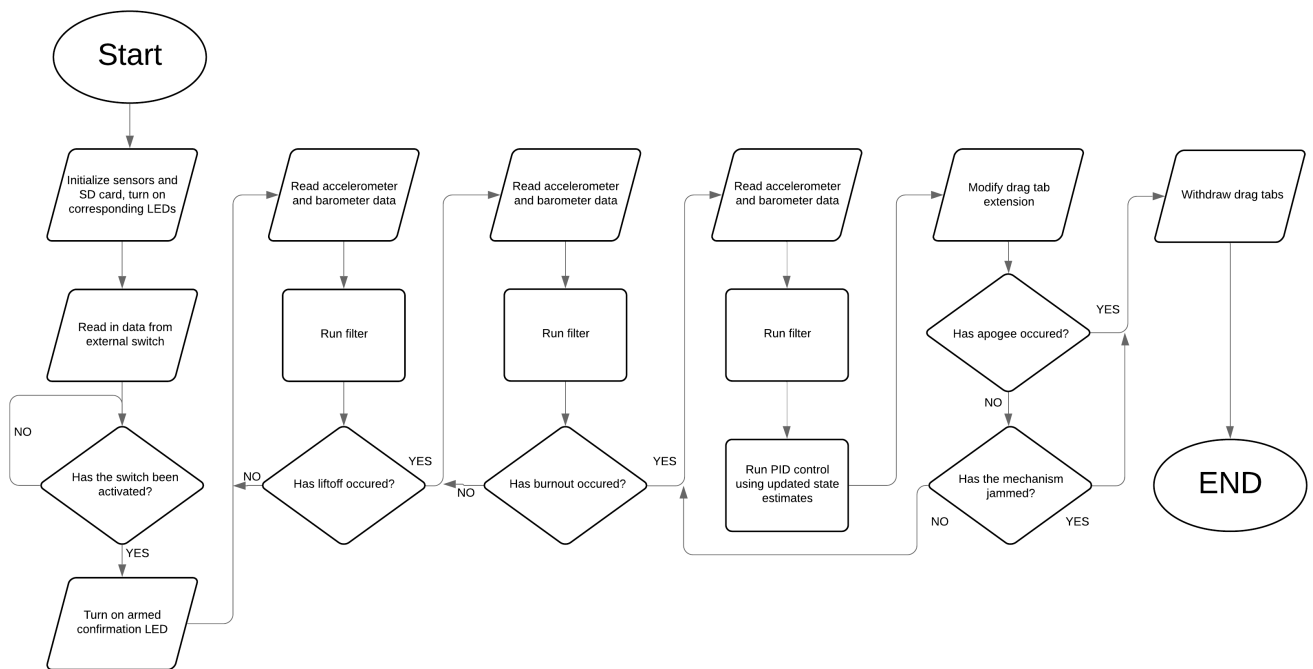 Start
Initialize sensors and
SD card, turn on
corresponding LEDs
Read in data from
external switch
NO
Has the switch been
activated?
YES
Turn on armed
confirmation LED
Read accelerometer
and barometer data
Run filter
NO
Has liftoff occured?
YES
Read accelerometer
and barometer data
Run filter
NO
Has burnout occured?
YES
Read accelerometer
and barometer data
Run filter
Run PID control
using updated state
estimates
Modify drag tab
extension
Has apogee occured?
YES
NO
Has the mechanism
jammed?
NO
YES
Withdraw drag tabs
END